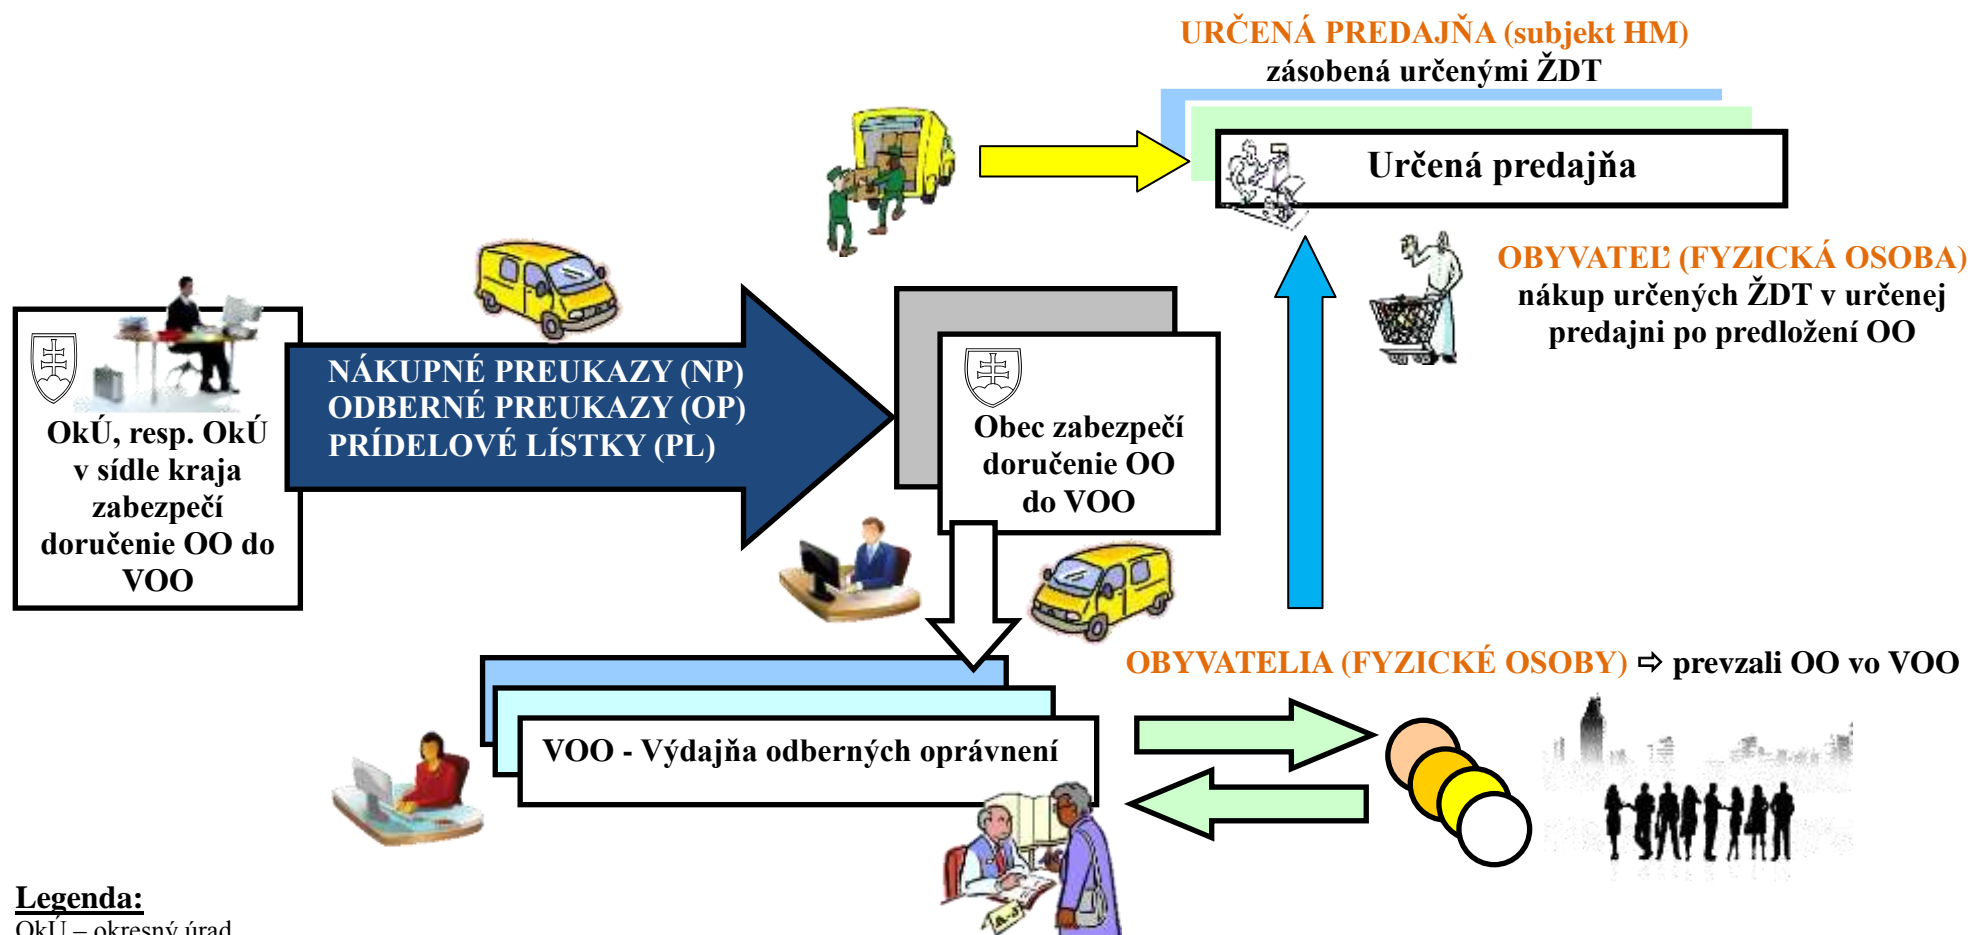 URČENÁ PREDAJŇA (subjekt HM)
zásobená určenými ŽDT
Určená predajňa
OBYVATEĽ (FYZICKÁ OSOBA)
nákup určených ŽDT v určenej
predajni po predložení OO
OkÚ, resp. OkÚ
v sídle kraja
zabezpečí
doručenie OO do
VOO
NÁKUPNÉ PREUKAZY (NP)
ODBERNÉ PREUKAZY (OP)
PRÍDELOVÉ LÍSTKY (PL)
Obec zabezpečí
doručenie OO
do VOO
OBYVATELIA (FYZICKÉ OSOBY) ⇨ prevzali OO vo VOO
VOO - Výdajňa odberných oprávnení
Legenda:
OkÚ – okresný úrad